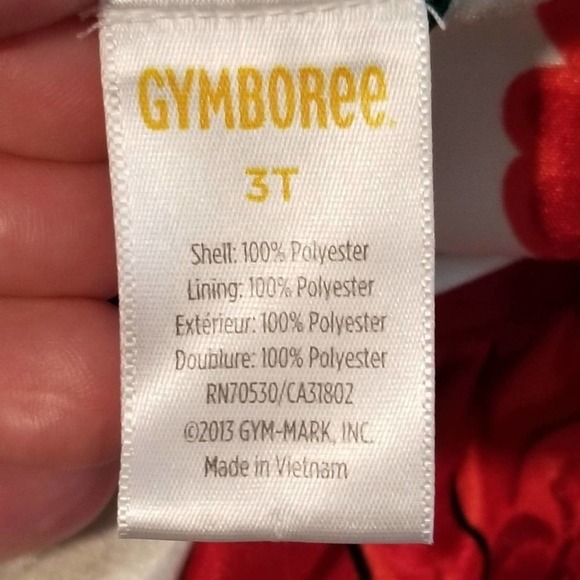 GYMBOREE
3T
Shell: 100% Polyester
Lining: 100% Polyester
Extérieur: 100% Polyester
Doublure: 100% Polyester
RN70530/CA31802
©2013 GYM-MARK, INC.
Made in Vietnam